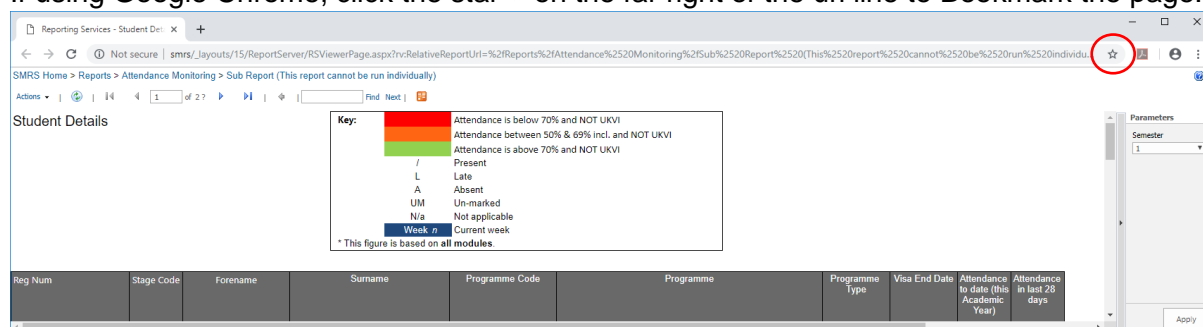 If using Google Chrome, click the star on the far right of the url line to Bookmark the page.
Reporting Services - Student Det
Not secure | smrs/_layouts/15/ReportServer/RSViewerPage.aspx?rv:RelativeReportUrl=%2fReports%2fAttendance%2520Monitoring%2fSub%2520Report%2520(This%2520report%2520cannot%2520be%2520run%2520individu...
SMRS Home > Reports > Attendance Monitoring > Sub Report (This report cannot be run individually)
Actions | 1 of 2 ? Find Next |
Student Details
Key: Attendance is below 70% and NOT UKVI
Attendance between 50% & 69% incl. and NOT UKVI
Attendance is above 70% and NOT UKVI
/ Present
L Late
A Absent
UM Un-marked
N/a Not applicable
Week n Current week
* This figure is based on all modules.
Parameters
Semester
1
Reg Num Stage Code Forename Surname Programme Code Programme Programme Type Visa End Date Attendance to date (this Academic Year) Attendance in last 28 days
Apply